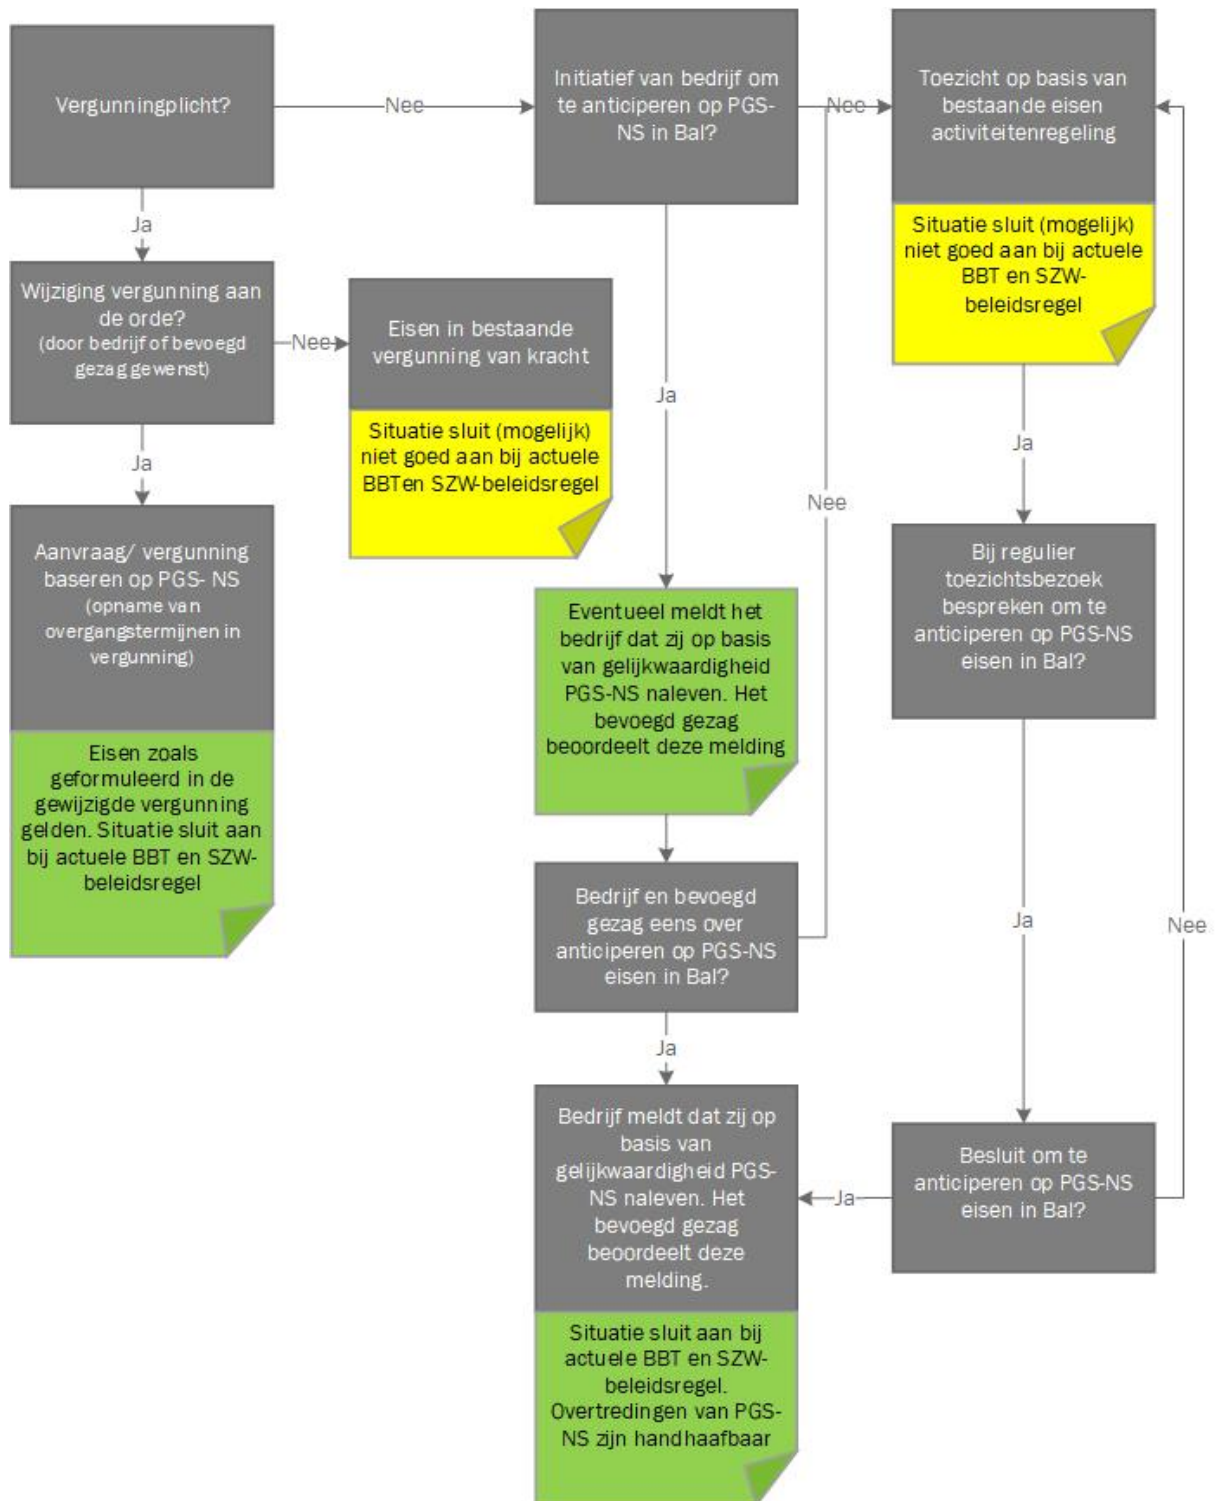 Vergunningplicht?
Nee
Initiatief van bedrijf om
te anticiperen op PGS-
NS in Bal?
Nee
Toezicht op basis van
bestaande eisen
activiteitenregeling
Situatie sluit (mogelijk)
niet goed aan bij actuele
BBT en SZW-
beleidsregel
Ja
Wijziging vergunning aan
de orde?
(door bedrijf of bevoegd
gezag gewenst)
Nee
Eisen in bestaande
vergunning van kracht
Situatie sluit (mogelijk)
niet goed aan bij actuele
BBTen SZW-beleidsregel
Ja
Aanvraag/ vergunning
baseren op PGS- NS
(opname van
overgangstermijnen in
vergunning)
Eisen zoals
geformuleerd in de
gewijzigde vergunning
gelden. Situatie sluit aan
bij actuele BBT en SZW-
beleidsregel
Ja
Eventueel meldt het
bedrijf dat zij op basis
van gelijkwaardigheid
PGS-NS naleven. Het
bevoegd gezag
beoordeelt deze melding
Bedrijf en bevoegd
gezag eens over
anticiperen op PGS-NS
eisen in Bal?
Nee
Ja
Bedrijf meldt dat zij op
basis van
gelijkwaardigheid PGS-
NS naleven. Het
bevoegd gezag
beoordeelt deze
melding.
Situatie sluit aan bij
actuele BBT en SZW-
beleidsregel.
Overtredingen van PGS-
NS zijn handhaafbaar
Ja
Bij regulier
toezichtsbezoek
bespreken om te
anticiperen op PGS-NS
eisen in Bal?
Ja
Besluit om te
anticiperen op PGS-NS
eisen in Bal?
Ja
Nee